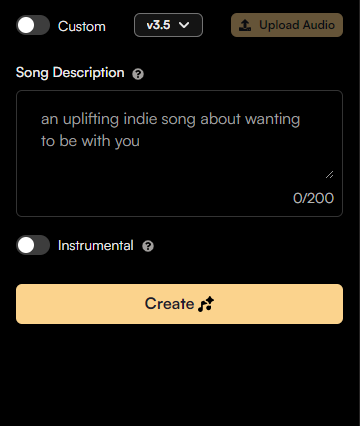 Custom
v3.5
Upload Audio
Song Description
an uplifting indie song about wanting
to be with you
0/200
Instrumental
Create